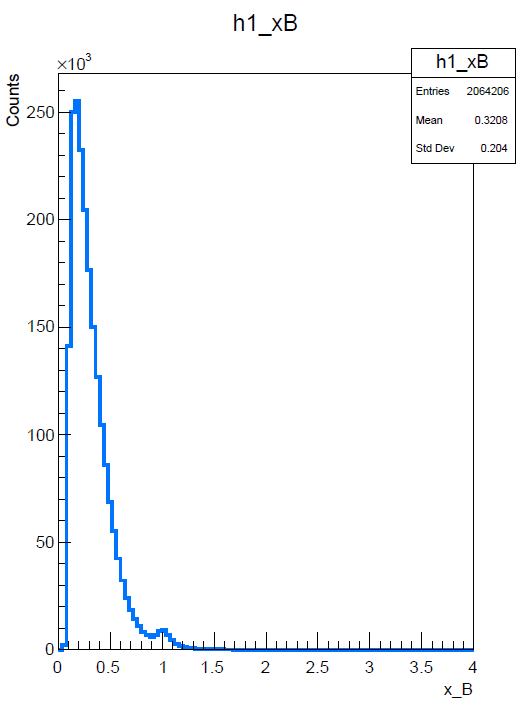 h1_xB
×10³
h1_xB
Entries 2064206
Mean 0.3208
Std Dev 0.204
Counts
250
200
150
100
50
0
0 0.5 1 1.5 2 2.5 3 3.5 4
x_B